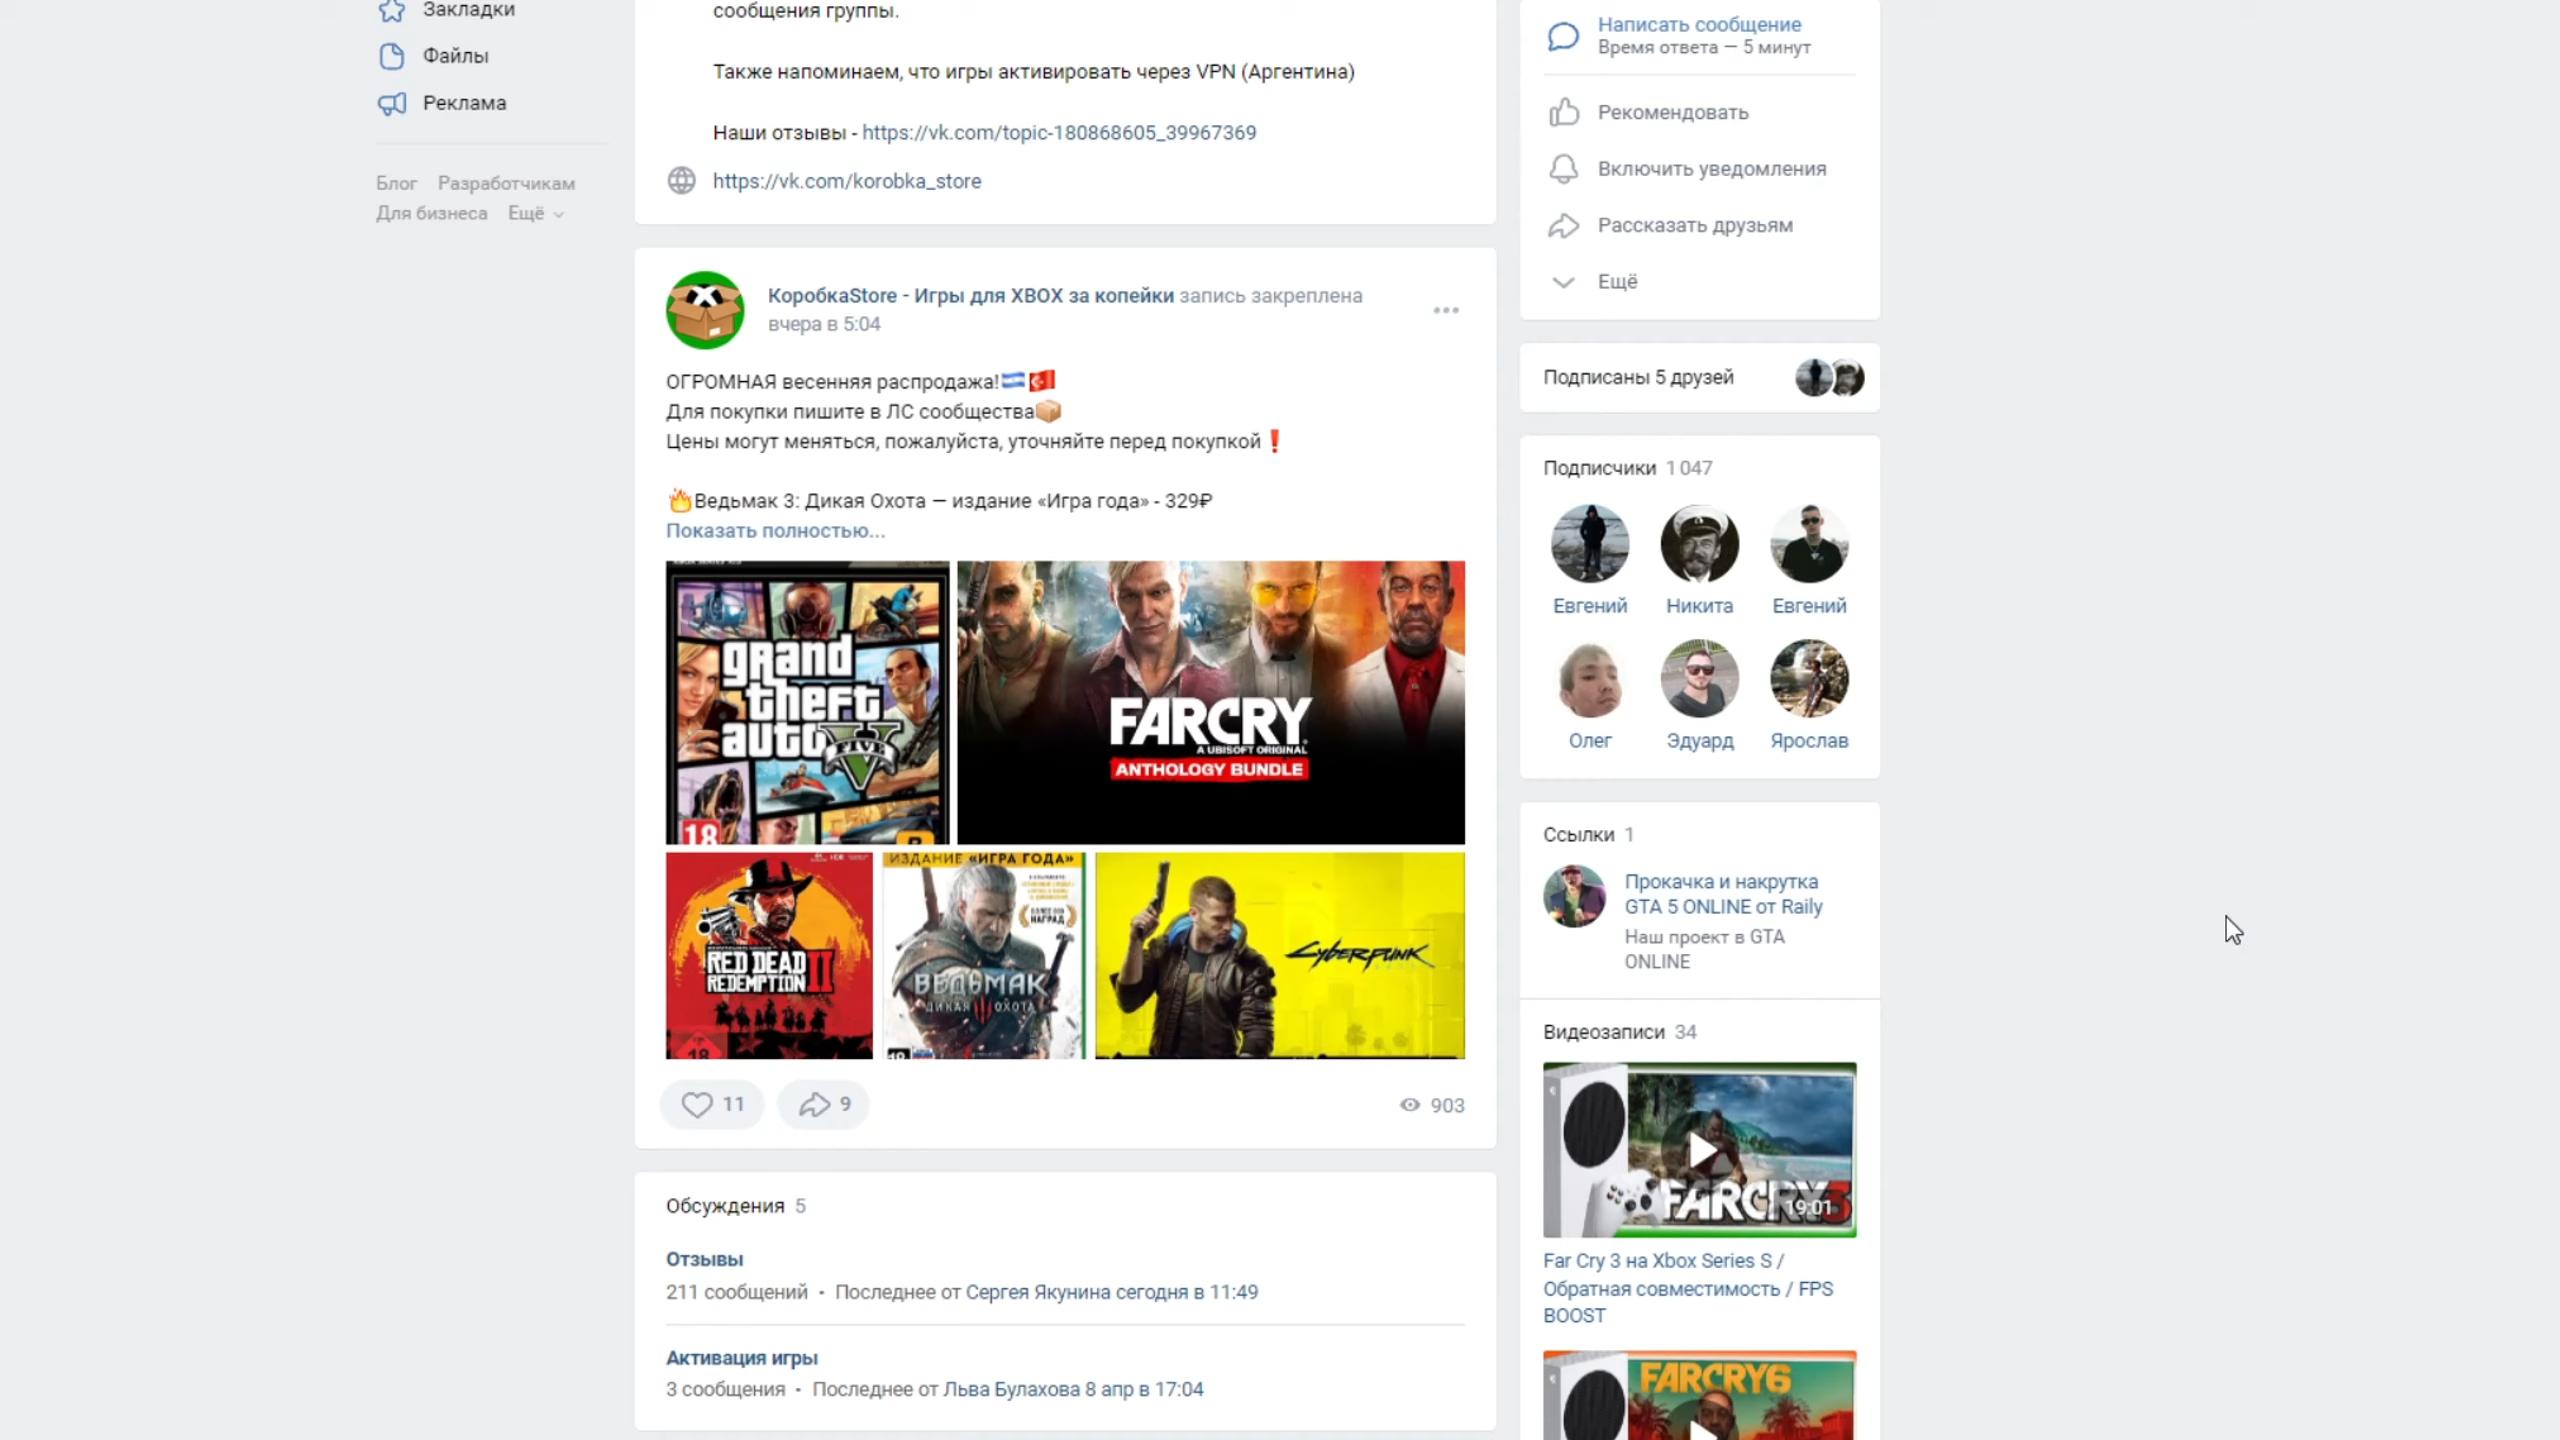 Закладки
Файлы
Реклама
Блог Разработчикам
Для бизнеса Ещё
сообщения группы.
Также напоминаем, что игры активировать через VPN (Аргентина)
Наши отзывы - https://vk.com/topic-180868605_39967369
https://vk.com/korobka_store
КоробкаStore - Игры для XBOX за копейки запись закреплена
вчера в 5:04
ОГРОМНАЯ весенняя распродажа!🇦🇷🇹🇷
Для покупки пишите в ЛС сообщества📦
Цены могут меняться, пожалуйста, уточняйте перед покупкой❗
🔥Ведьмак 3: Дикая Охота — издание «Игра года» - 329₽
Показать полностью...
grand
theft
auto
FIVE
V
18
FARCRY
A UBISOFT ORIGINAL
ANTHOLOGY BUNDLE
RED DEAD
REDEMPTION II
18
ИЗДАНИЕ «ИГРА ГОДА»
НАГРАД
ВЕДЬМАК
ДИКАЯ ОХОТА
CYBERPUNK
11 9
903
Обсуждения 5
Отзывы
211 сообщений · Последнее от Сергея Якунина сегодня в 11:49
Активация игры
3 сообщения · Последнее от Льва Булахова 8 апр в 17:04
Написать сообщение
Время ответа — 5 минут
Рекомендовать
Включить уведомления
Рассказать друзьям
Ещё
Подписаны 5 друзей
Подписчики 1 047
Евгений Никита Евгений
Олег Эдуард Ярослав
Ссылки 1
Прокачка и накрутка
GTA 5 ONLINE от Raily
Наш проект в GTA
ONLINE
Видеозаписи 34
FARCRY3
19:01
Far Cry 3 на Xbox Series S /
Обратная совместимость / FPS
BOOST
FARCRY6